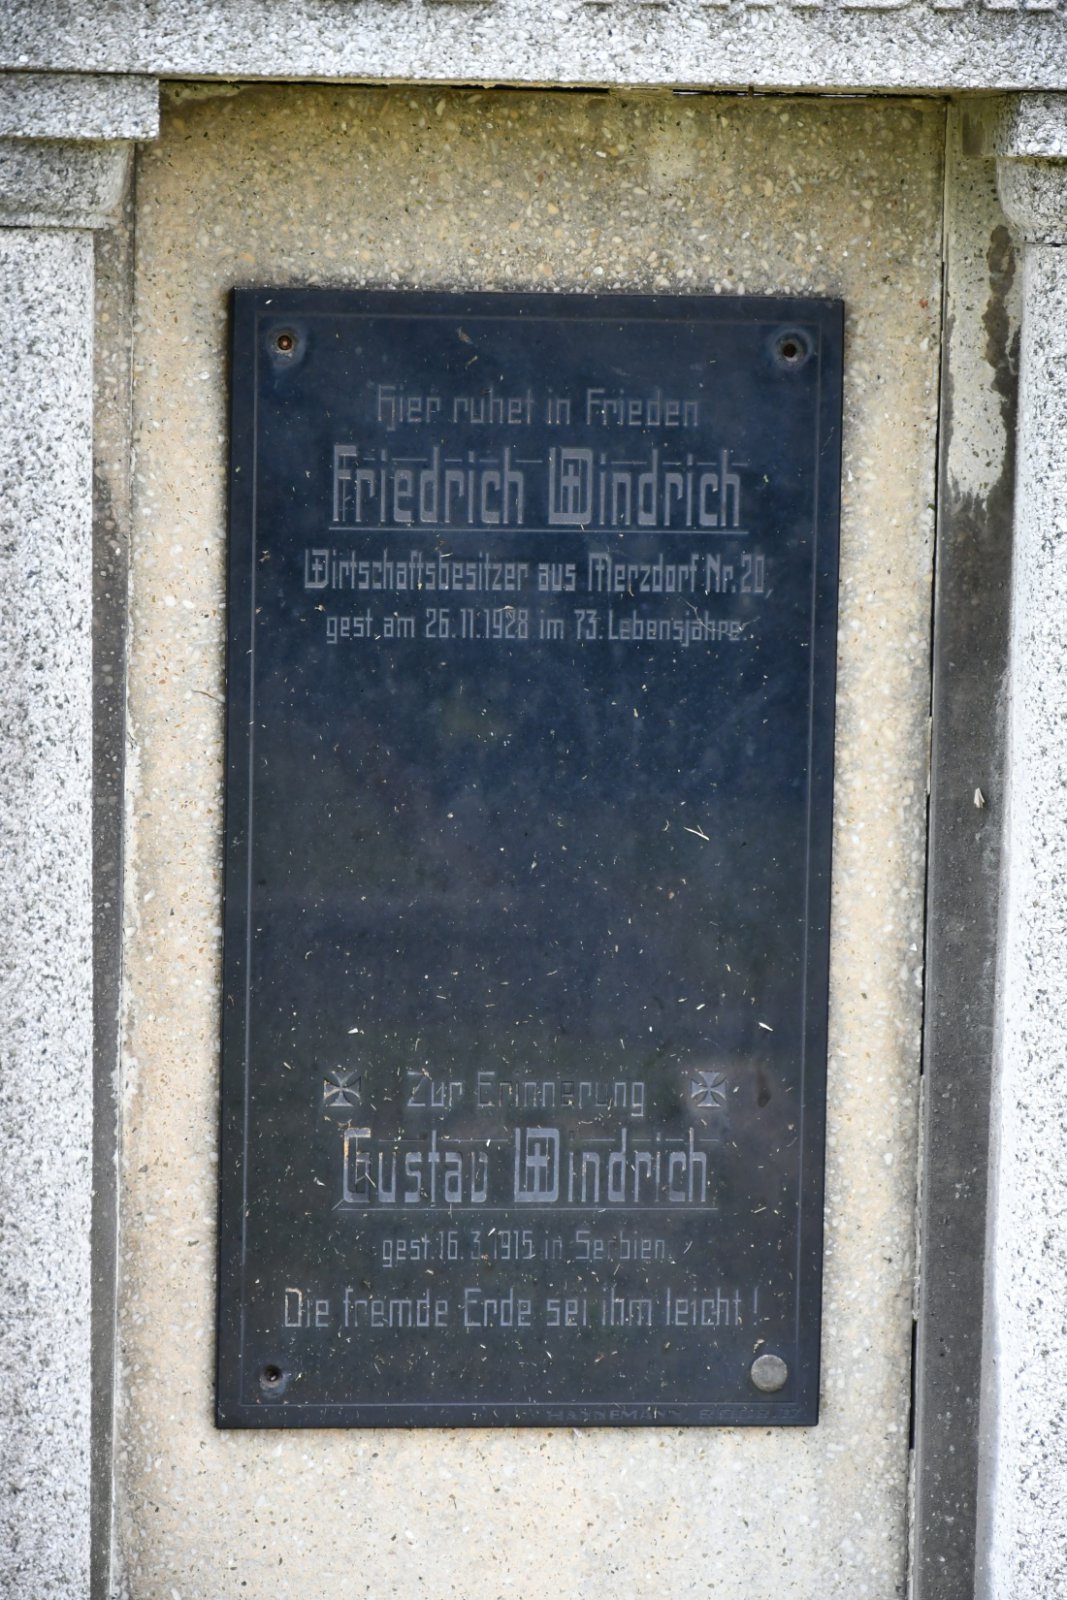 Hier ruhet in Frieden
Friedrich Windrich
Wirtschaftsbesitzer aus Merzdorf Nr. 20,
gest. am 26. 11. 1928 im 73. Lebensjahre.
Zur Erinnerung
Gustav Windrich
gest. 16. 3. 1915 in Serbien.
Die fremde Erde sei ihm leicht!
HANNEMANN